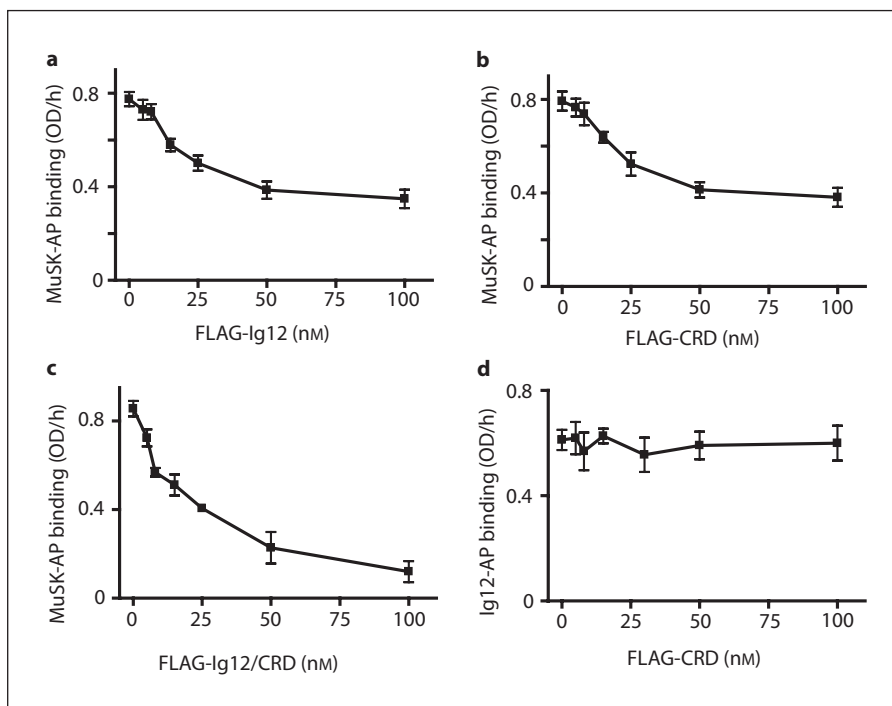 a
MuSK-AP binding (OD/h)
0.8
0.4
0
0 25 50 75 100
FLAG-Ig12 (nM)
b
MuSK-AP binding (OD/h)
0.8
0.4
0
0 25 50 75 100
FLAG-CRD (nM)
c
MuSK-AP binding (OD/h)
0.8
0.4
0
0 25 50 75 100
FLAG-Ig12/CRD (nM)
d
Ig12-AP binding (OD/h)
0.8
0.4
0
0 25 50 75 100
FLAG-CRD (nM)